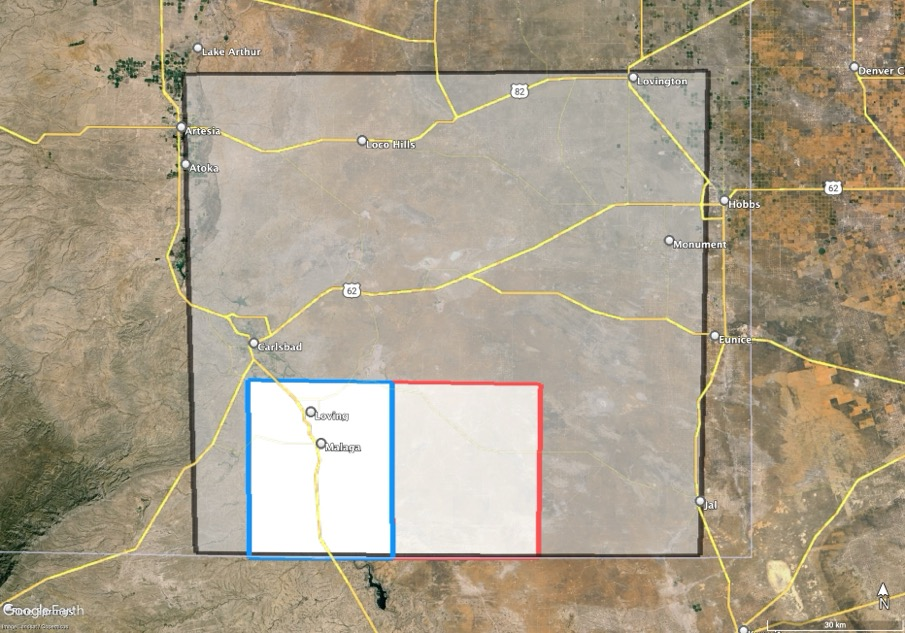 Lake Arthur
Denver C
Lovington
82
Artesia
Loco Hills
Atoka
62
Hobbs
Monument
62
Eunice
Carlsbad
Loving
Malaga
Jal
Google Earth
N
30 km